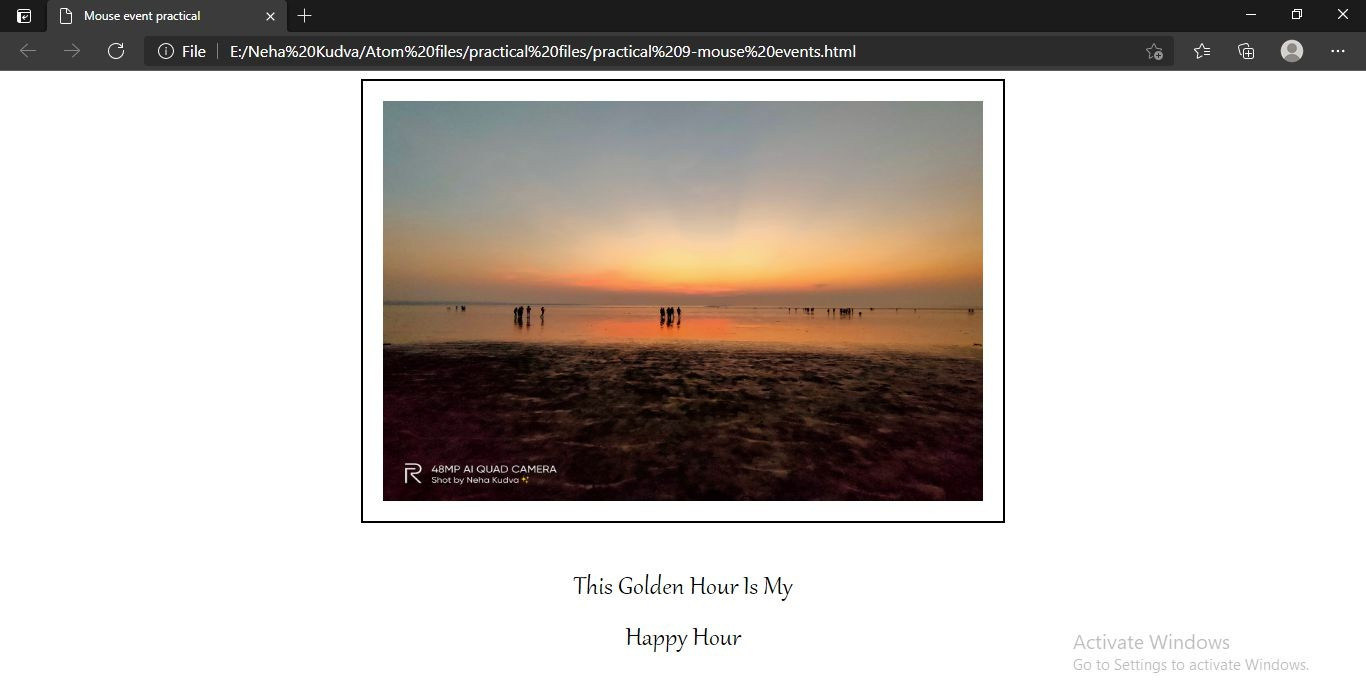 Mouse event practical
File
E:/Neha%20Kudva/Atom%20files/practical%20files/practical%209-mouse%20events.html
48MP AI QUAD CAMERA
Shot by Neha Kudva✨
This Golden Hour Is My
Happy Hour
Activate Windows
Go to Settings to activate Windows.